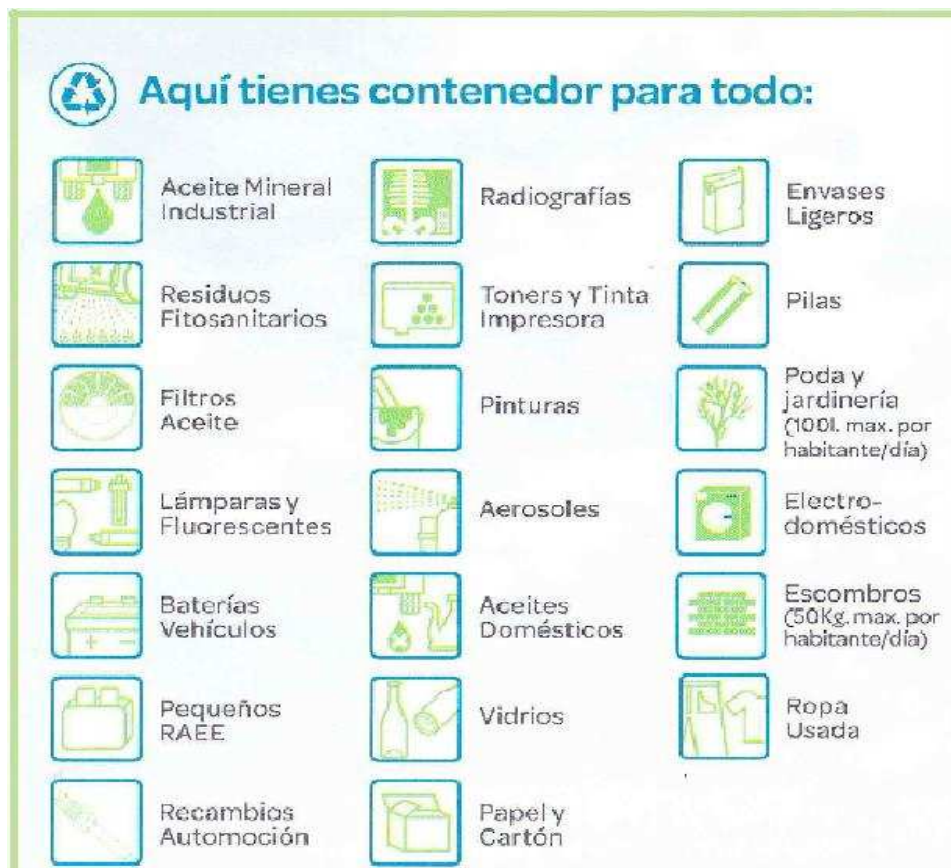 Aquí tienes contenedor para todo:
Aceite Mineral
Industrial
Residuos
Fitosanitarios
Filtros
Aceite
Lámparas y
Fluorescentes
Baterías
Vehículos
Pequeños
RAEE
Recambios
Automoción
Radiografías
Toners y Tinta
Impresora
Pinturas
Aerosoles
Aceites
Domésticos
Vidrios
Papel y
Cartón
Envases
Ligeros
Pilas
Poda y
jardinería
(100l. max. por
habitante/día)
Electro-
domésticos
Escombros
(50Kg. max. por
habitante/día)
Ropa
Usada